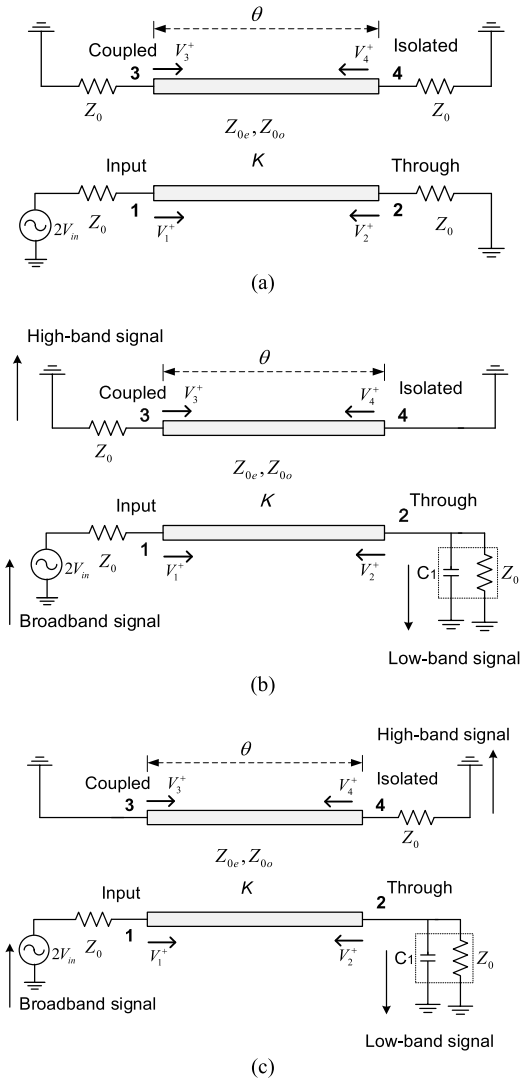 θ
Coupled
Isolated
3
V₃⁺
V₄⁺
4
Z₀
Z₀
Z₀ₑ, Z₀ₒ
Input
K
Through
1
2
2Vᵢₙ
Z₀
V₁⁺
V₂⁺
Z₀
(a)
High-band signal
θ
Coupled
V₃⁺
V₄⁺
Isolated
3
4
Z₀
Z₀ₑ, Z₀ₒ
Input
K
Through
2
1
2Vᵢₙ
Z₀
V₁⁺
V₂⁺
C1
Z₀
Broadband signal
Low-band signal
(b)
High-band signal
θ
Coupled
V₃⁺
V₄⁺
Isolated
3
4
Z₀
Z₀ₑ, Z₀ₒ
Input
K
Through
2
1
2Vᵢₙ
Z₀
V₁⁺
V₂⁺
C1
Z₀
Broadband signal
Low-band signal
(c)